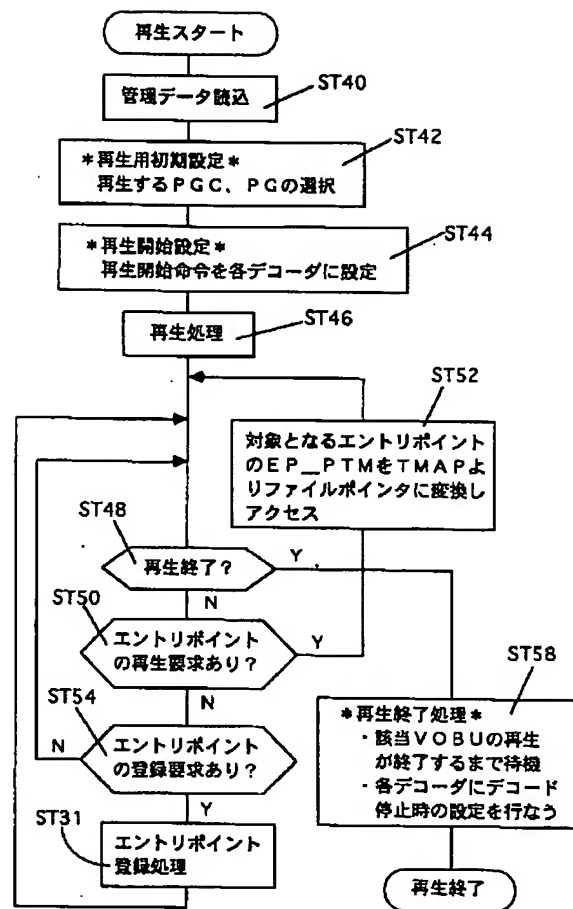 再生スタート
ST40
管理データ読込
ST42
*再生用初期設定*
再生するPGC、PGの選択
ST44
*再生開始設定*
再生開始命令を各デコーダに設定
ST46
再生処理
ST52
対象となるエントリポイント
のEP__PTMをTMAPよ
りファイルポインタに変換し
アクセス
ST48
再生終了?
Y
N
ST50
エントリポイント
の再生要求あり?
Y
N
ST54
エントリポイント
の登録要求あり?
N
Y
ST31
エントリポイント
登録処理
ST58
*再生終了処理*
・該当VOBUの再生
が終了するまで待機
・各デコーダにデコード
停止時の設定を行なう
再生終了